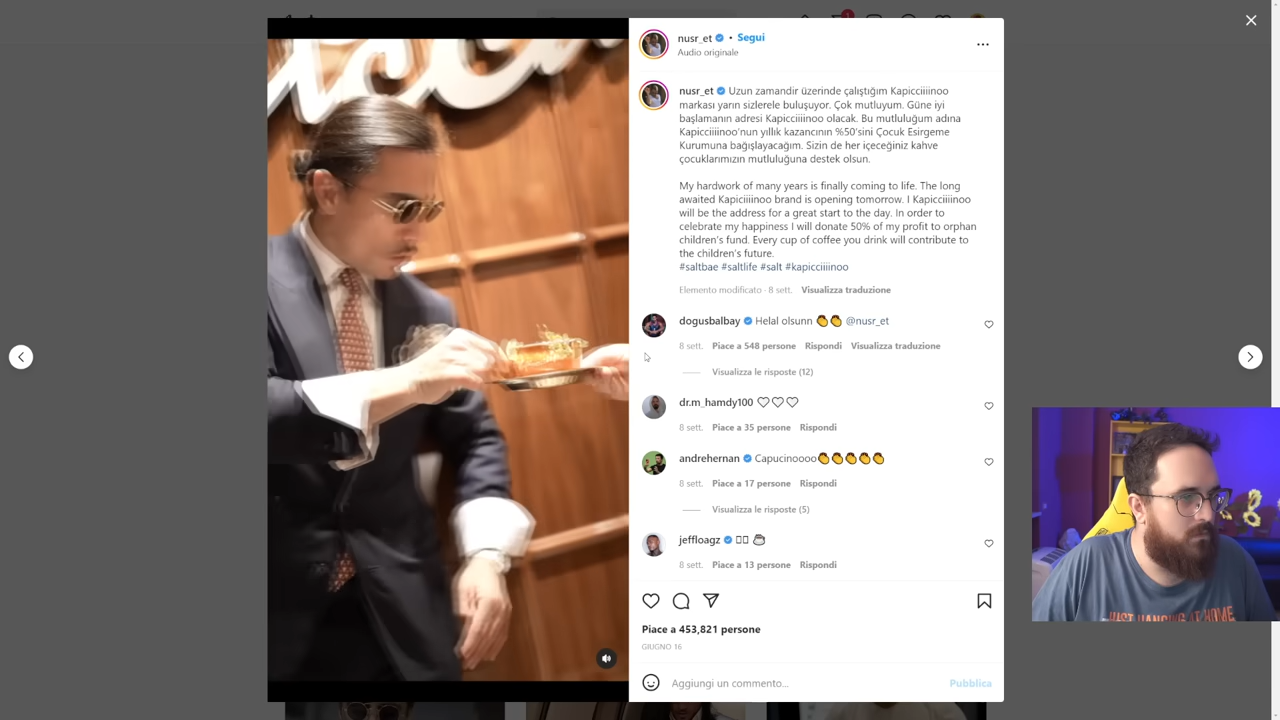 nusr_et • Segui
Audio originale
nusr_et Uzun zamandir üzerinde çaliştiğım Kapicciiiinoo
markası yarın sizlerele buluşuyor. Çok mutluyum. Güne iyi
başlamanın adresi Kapicciiiinoo olacak. Bu mutluluğum adına
Kapicciiiinoo'nun yıllık kazancının %50'sini Çocuk Esirgeme
Kurumuna bağışlayacağım. Sizin de her içeceğiniz kahve
çocuklarımızın mutluluğuna destek olsun.
My hardwork of many years is finally coming to life. The long
awaited Kapiciiiinoo brand is opening tomorrow. I Kapicciiiinoo
will be the address for a great start to the day. In order to
celebrate my happiness I will donate 50% of my profit to orphan
children's fund. Every cup of coffee you drink will contribute to
the children's future.
#saltbae #saltlife #salt #kapicciiiinoo
Elemento modificato · 8 sett. Visualizza traduzione
dogusbalbay Helal olsunn 👏👏 @nusr_et
8 sett. Piace a 548 persone Rispondi Visualizza traduzione
Visualizza le risposte (12)
dr.m_hamdy100 ♡♡♡
8 sett. Piace a 35 persone Rispondi
andrehernan Capucinoooo👏👏👏👏👏
8 sett. Piace a 17 persone Rispondi
Visualizza le risposte (5)
jeffloagz
8 sett. Piace a 13 persone Rispondi
Piace a 453,821 persone
GIUGNO 16
Aggiungi un commento...
Pubblica
JUST HANGING AT HOME